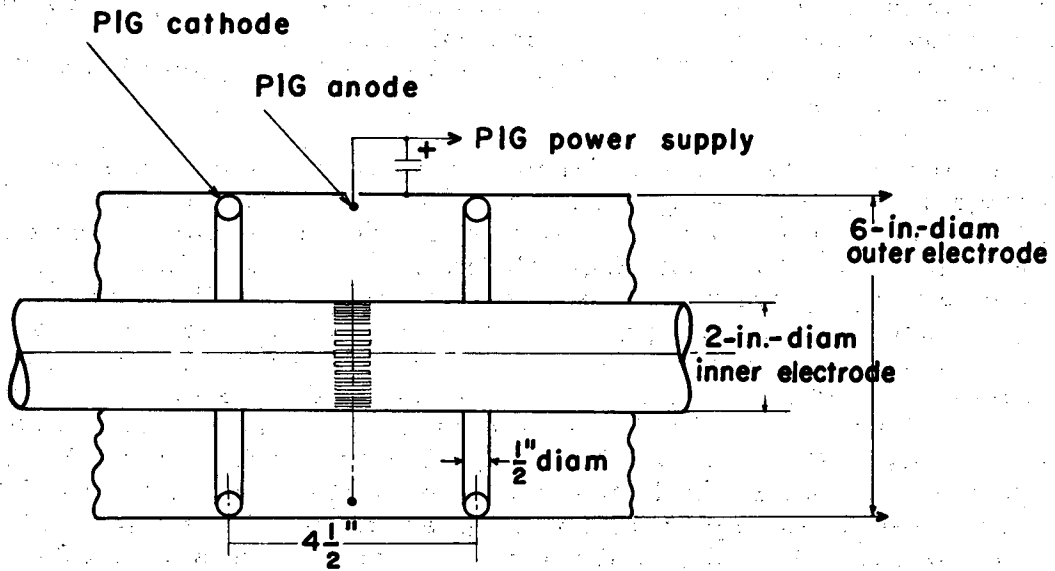 PIG cathode
PIG anode
+
PIG power supply
6-in.-diam
outer electrode
2-in.-diam
inner electrode
1/2" diam
4 1/2"